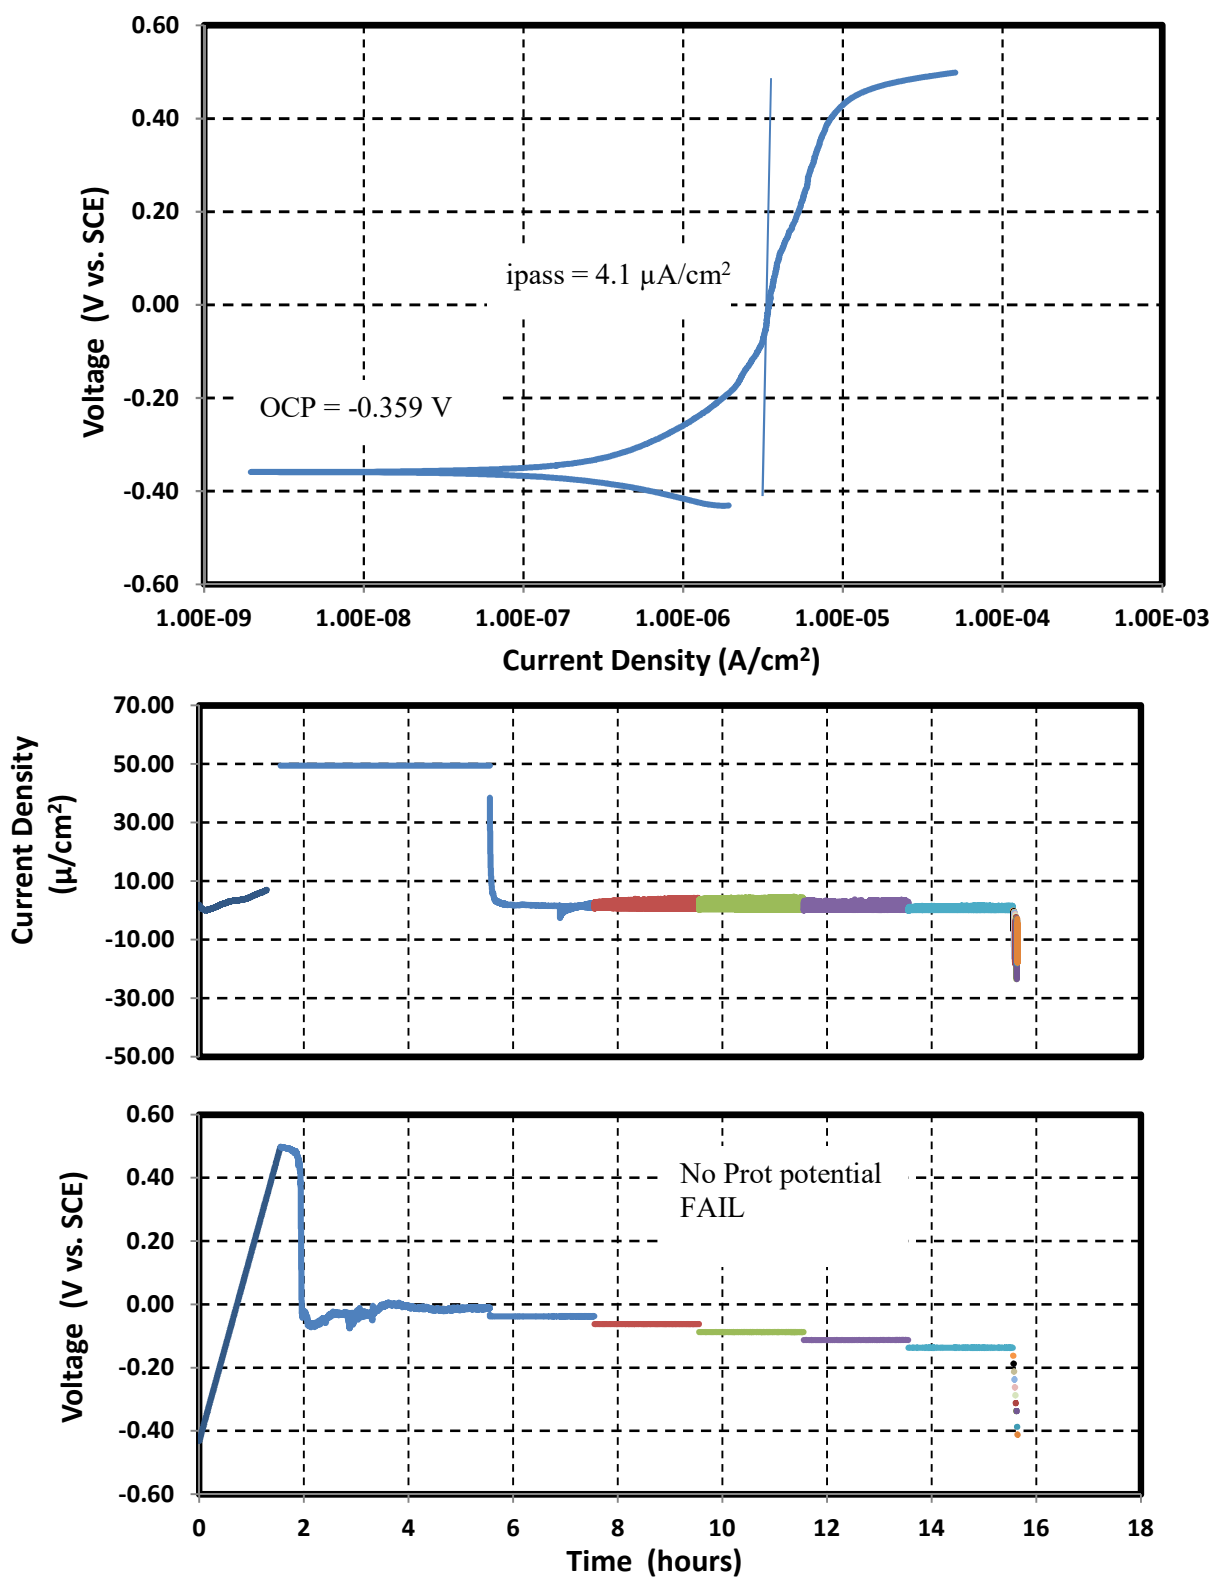 0.60
0.40
0.20
0.00
-0.20
-0.40
-0.60
Voltage (V vs. SCE)
ipass = 4.1 µA/cm²
OCP = -0.359 V
1.00E-09 1.00E-08 1.00E-07 1.00E-06 1.00E-05 1.00E-04 1.00E-03
Current Density (A/cm²)
70.00
50.00
30.00
10.00
-10.00
-30.00
-50.00
Current Density
(µ/cm²)
0.60
0.40
0.20
0.00
-0.20
-0.40
-0.60
Voltage (V vs. SCE)
No Prot potential
FAIL
0 2 4 6 8 10 12 14 16 18
Time (hours)